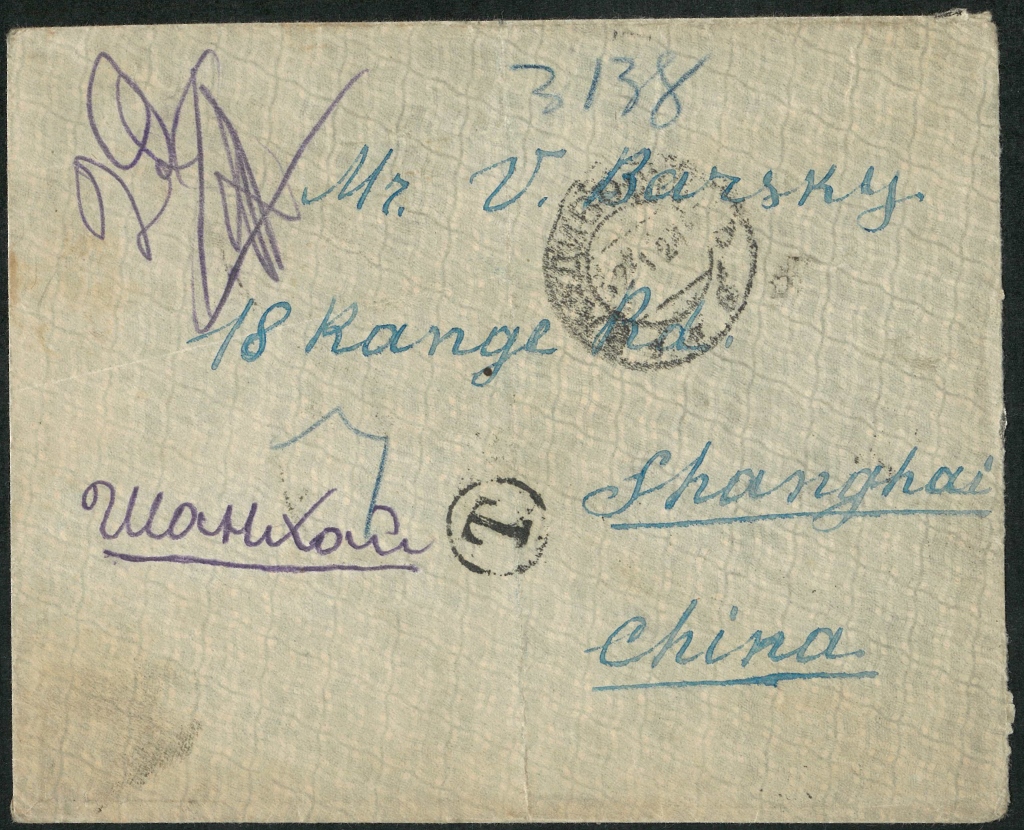 3138
Mr. V. Barsky.
18 Range Rd.
Shanghai
Шанхай
T
China